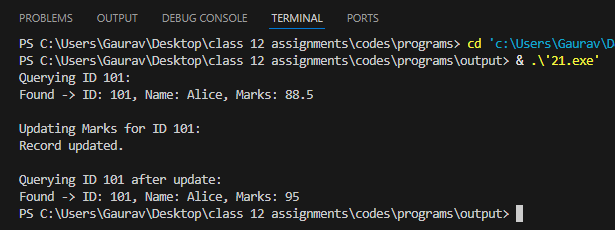 PROBLEMS OUTPUT DEBUG CONSOLE TERMINAL PORTS
PS C:\Users\Gaurav\Desktop\class 12 assignments\codes\programs> cd 'c:\Users\Gaurav\D
PS C:\Users\Gaurav\Desktop\class 12 assignments\codes\programs\output> & .\'21.exe'
Querying ID 101:
Found -> ID: 101, Name: Alice, Marks: 88.5
Updating Marks for ID 101:
Record updated.
Querying ID 101 after update:
Found -> ID: 101, Name: Alice, Marks: 95
PS C:\Users\Gaurav\Desktop\class 12 assignments\codes\programs\output>